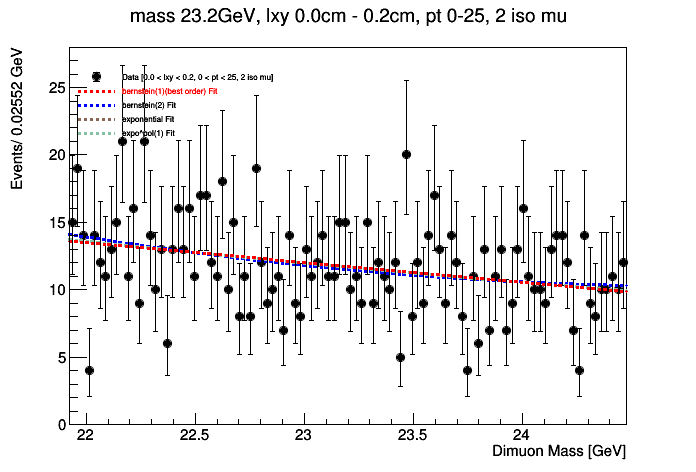 mass 23.2GeV, lxy 0.0cm - 0.2cm, pt 0-25, 2 iso mu
Events/ 0.02552 GeV
Data [0.0 < lxy < 0.2, 0 < pt < 25, 2 iso mu]
bernstein(1)(best order) Fit
bernstein(2) Fit
exponential Fit
expo*pol(1) Fit
25
20
15
10
5
0
22 22.5 23 23.5 24
Dimuon Mass [GeV]